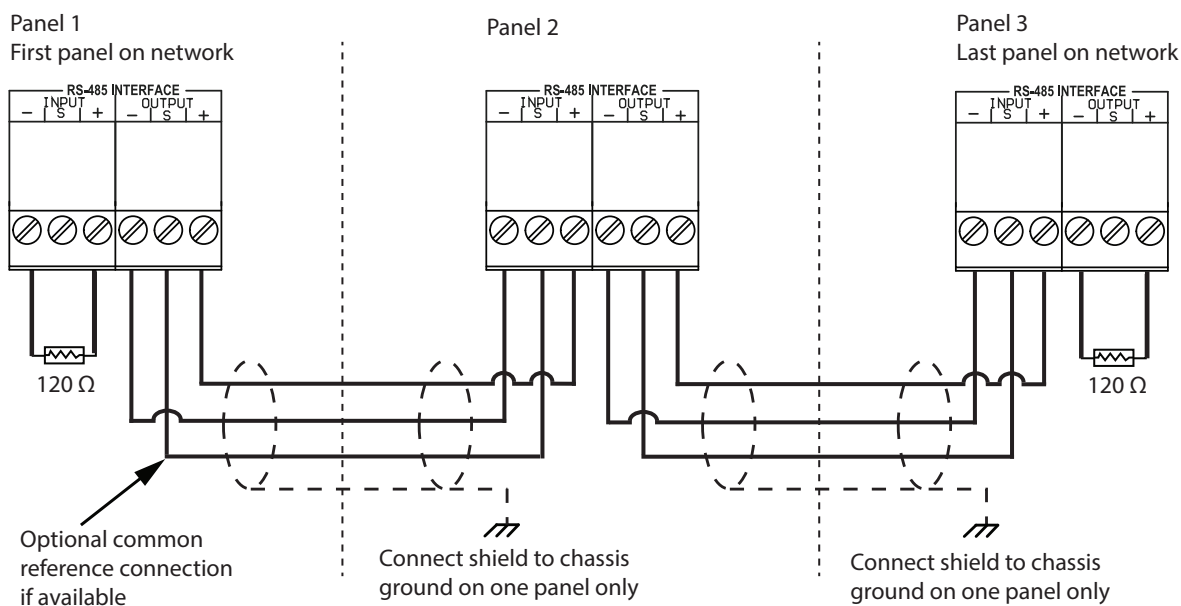 Panel 1
First panel on network
Panel 2
Panel 3
Last panel on network
RS-485 INTERFACE
INPUT OUTPUT
- S + - S +
RS-485 INTERFACE
INPUT OUTPUT
- S + - S +
RS-485 INTERFACE
INPUT OUTPUT
- S + - S +
120 Ω
120 Ω
Optional common
reference connection
if available
Connect shield to chassis
ground on one panel only
Connect shield to chassis
ground on one panel only